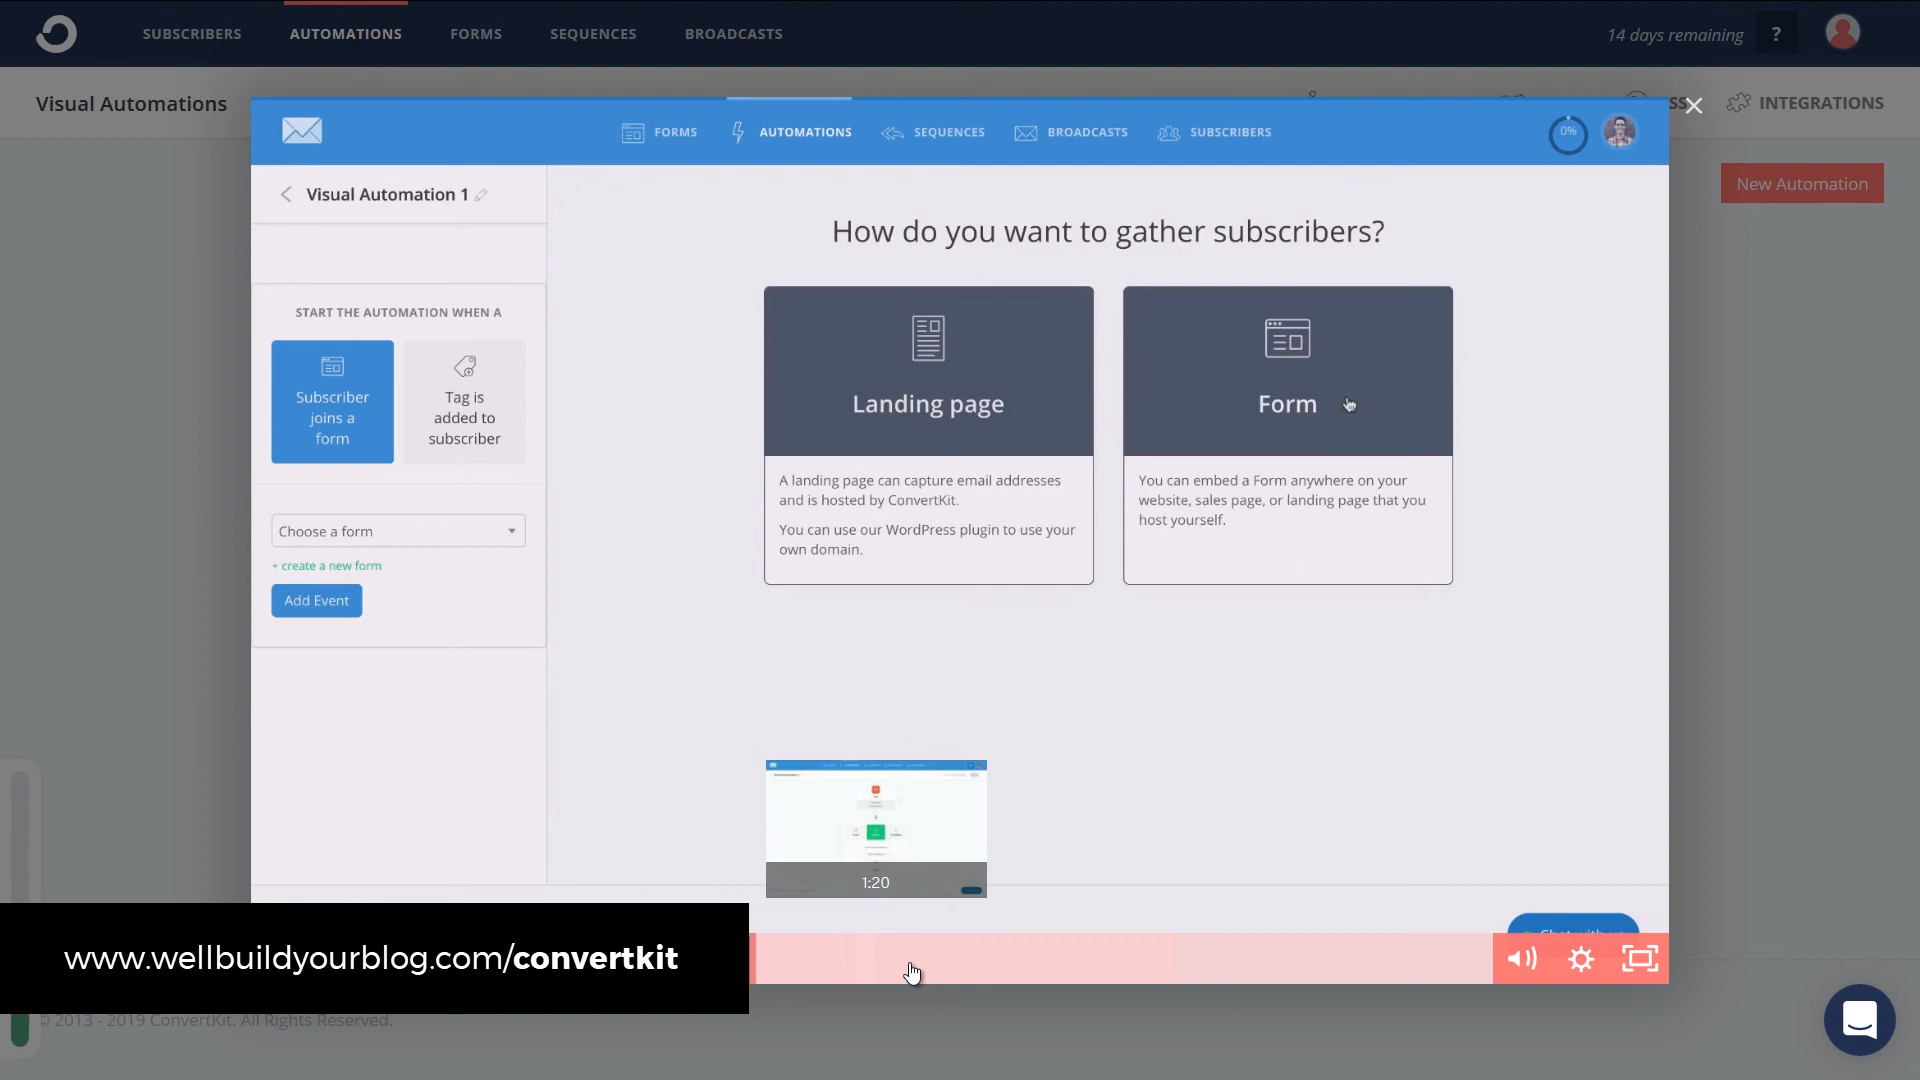 SUBSCRIBERS AUTOMATIONS FORMS SEQUENCES BROADCASTS
14 days remaining ?
Visual Automations
INTEGRATIONS
New Automation
FORMS AUTOMATIONS SEQUENCES BROADCASTS SUBSCRIBERS
0%
Visual Automation 1
How do you want to gather subscribers?
START THE AUTOMATION WHEN A
Subscriber
joins a
form
Tag is
added to
subscriber
Choose a form
+ create a new form
Add Event
Landing page
A landing page can capture email addresses
and is hosted by ConvertKit.
You can use our WordPress plugin to use your
own domain.
Form
You can embed a Form anywhere on your
website, sales page, or landing page that you
host yourself.
1:20
www.wellbuildyourblog.com/convertkit
© 2013 - 2019 ConvertKit. All Rights Reserved.